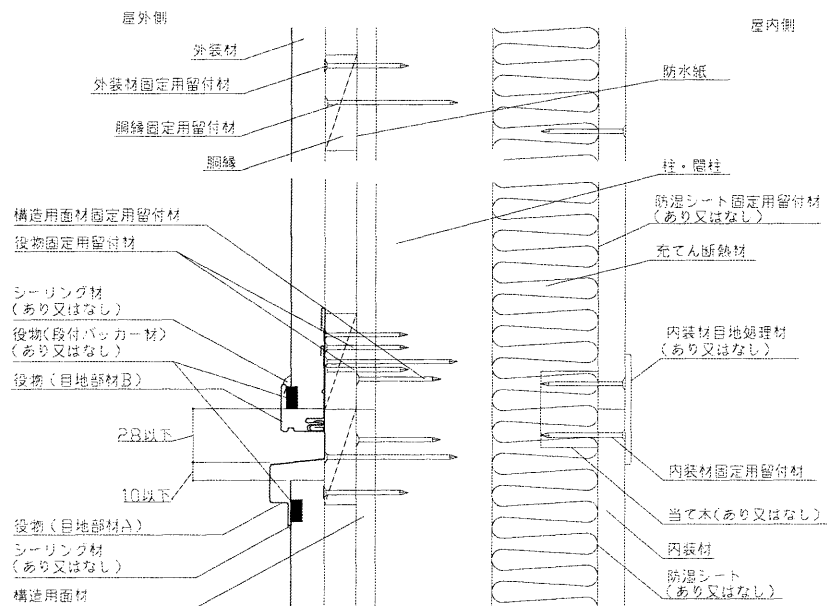 屋外側
屋内側
外装材
外装材固定用留付材
胴縁固定用留付材
胴縁
構造用面材固定用留付材
役物固定用留付材
シーリング材
(あり又はなし)
役物(段付バッカー材)
(あり又はなし)
役物(目地部材B)
28以下
10以下
役物(目地部材A)
シーリング材
(あり又はなし)
構造用面材
防水紙
柱・間柱
防湿シート固定用留付材
(あり又はなし)
充てん断熱材
内装材目地処理材
(あり又はなし)
内装材固定用留付材
当て木(あり又はなし)
内装材
防湿シート
(あり又はなし)